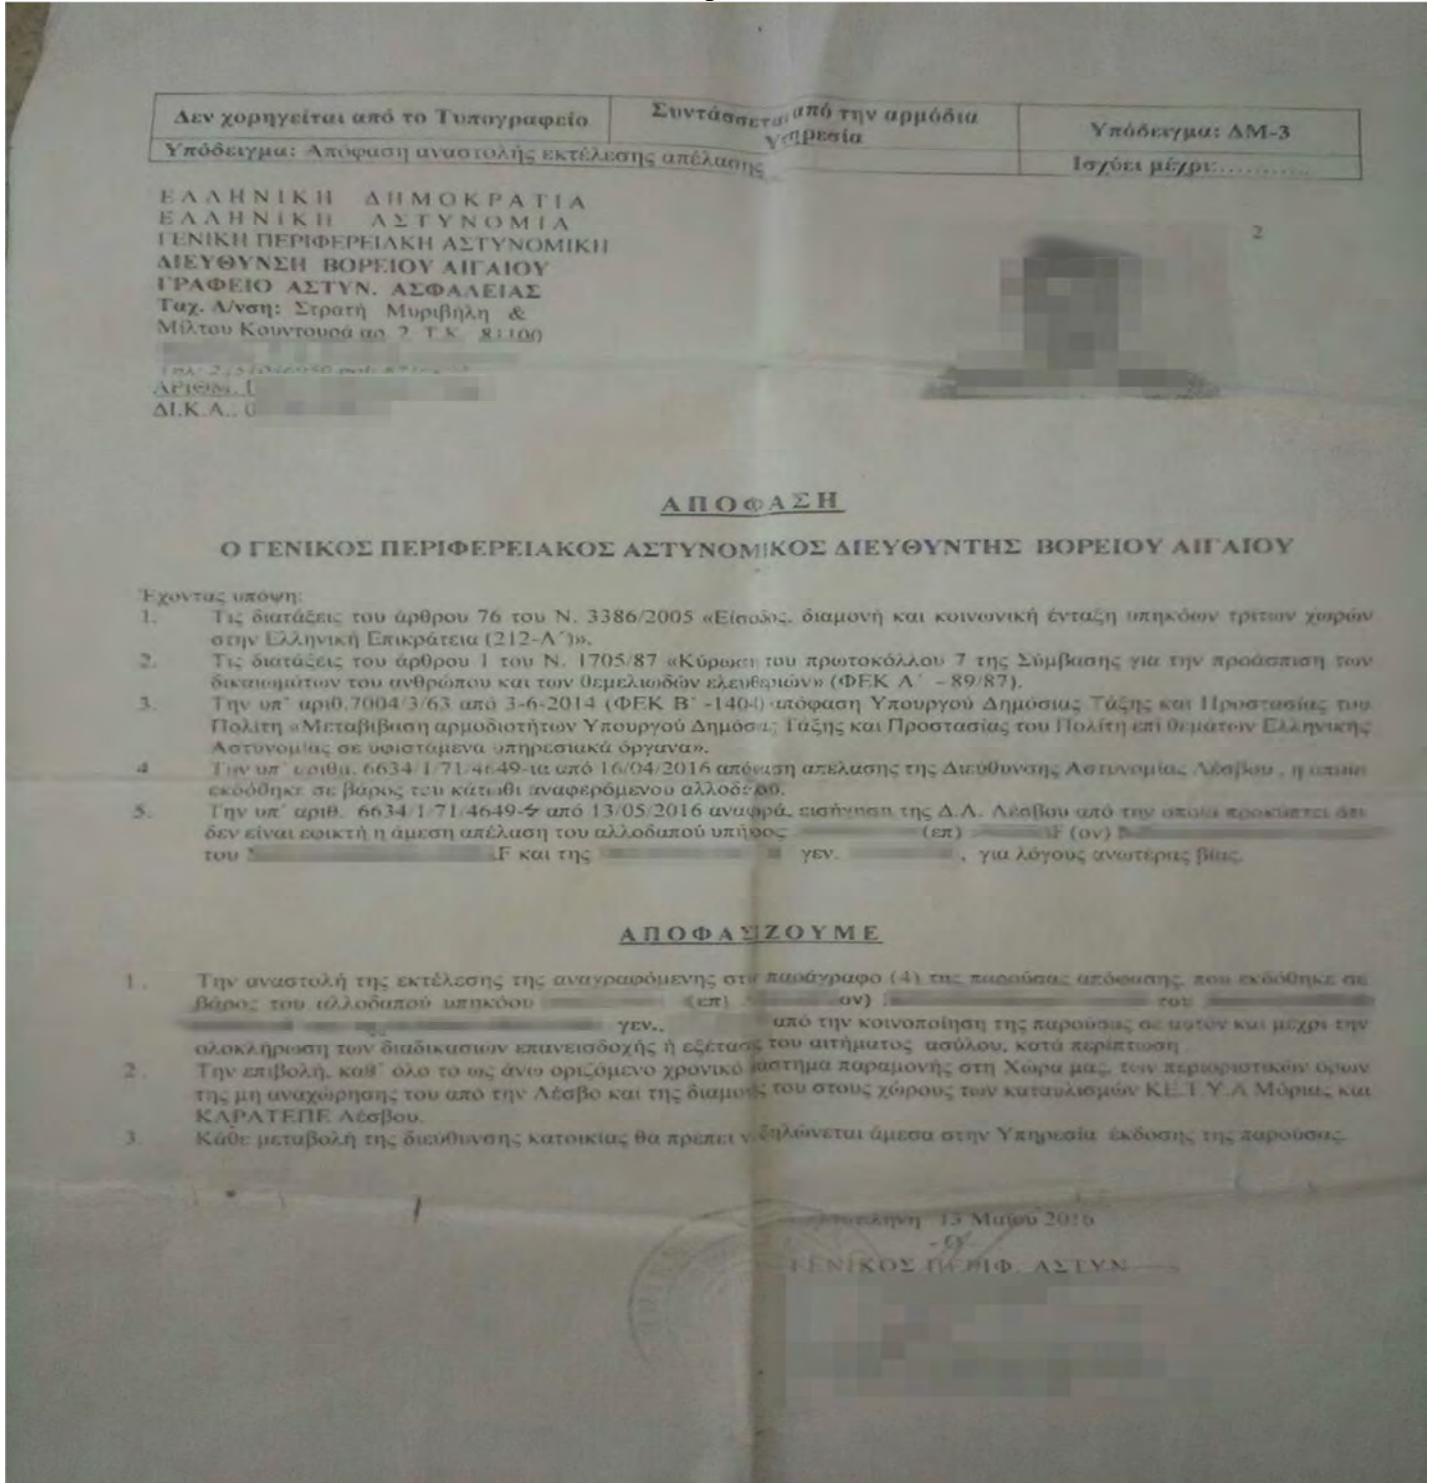 Δεν χορηγείται από το Τυπογραφείο
Συντάσσεται από την αρμόδια
Υπηρεσία
Υπόδειγμα: ΔΜ-3
Υπόδειγμα: Απόφαση αναστολής εκτέλεσης απέλασης
Ισχύει μέχρι:............
ΕΛΛΗΝΙΚΗ ΔΗΜΟΚΡΑΤΙΑ
ΕΛΛΗΝΙΚΗ ΑΣΤΥΝΟΜΙΑ
ΓΕΝΙΚΗ ΠΕΡΙΦΕΡΕΙΑΚΗ ΑΣΤΥΝΟΜΙΚΗ
ΔΙΕΥΘΥΝΣΗ ΒΟΡΕΙΟΥ ΑΙΓΑΙΟΥ
ΓΡΑΦΕΙΟ ΑΣΤΥΝ. ΑΣΦΑΛΕΙΑΣ
Ταχ. Δ/νση: Στρατή Μυριβήλη &
Μίλτου Κουντουρά αρ. 2 Τ.Κ. 81100
ΑΡΙΘΜ.
ΔΙ.Κ.Α.: 0
2
ΑΠΟΦΑΣΗ
Ο ΓΕΝΙΚΟΣ ΠΕΡΙΦΕΡΕΙΑΚΟΣ ΑΣΤΥΝΟΜΙΚΟΣ ΔΙΕΥΘΥΝΤΗΣ ΒΟΡΕΙΟΥ ΑΙΓΑΙΟΥ
Έχοντας υπόψη:
1. Τις διατάξεις του άρθρου 76 του Ν. 3386/2005 «Είσοδος, διαμονή και κοινωνική ένταξη υπηκόων τρίτων χωρών
στην Ελληνική Επικράτεια (212-Α΄)».
2. Τις διατάξεις του άρθρου 1 του Ν. 1705/87 «Κύρωση του πρωτοκόλλου 7 της Σύμβασης για την προάσπιση των
δικαιωμάτων του ανθρώπου και των θεμελιωδών ελευθεριών» (ΦΕΚ Α΄ - 89/87).
3. Την υπ΄ αριθ.7004/3/63 από 3-6-2014 (ΦΕΚ Β΄ -1404) απόφαση Υπουργού Δημόσιας Τάξης και Προστασίας του
Πολίτη «Μεταβίβαση αρμοδιοτήτων Υπουργού Δημόσιας Τάξης και Προστασίας του Πολίτη επί θεμάτων Ελληνικής
Αστυνομίας σε υφιστάμενα υπηρεσιακά όργανα».
4 Την υπ΄ αριθμ. 6634/1/71/4649-ια από 16/04/2016 απόφαση απέλασης της Διεύθυνσης Αστυνομίας Λέσβου , η οποία
εκδόθηκε σε βάρος του κάτωθι αναφερόμενου αλλοδαπού.
5. Την υπ΄ αριθ. 6634/1/71/4649- από 13/05/2016 αναφορά, εισήγηση της Δ.Α. Λέσβου από την οποία προκύπτει ότι
δεν είναι εφικτή η άμεση απέλαση του αλλοδαπού (επ) (ον)
του F και της γεν. , για λόγους ανωτέρας βίας.
ΑΠΟΦΑΣΙΖΟΥΜΕ
1. Την αναστολή της εκτέλεσης της αναγραφόμενης στη παράγραφο (4) της παρούσας απόφασης, που εκδόθηκε σε
βάρος του αλλοδαπού υπηκόου (επ) ον) του
γεν., από την κοινοποίηση της παρούσας σε αυτόν και μέχρι την
ολοκλήρωση των διαδικασιών επανεισδοχής ή εξέτασης του αιτήματος ασύλου, κατά περίπτωση
2. Την επιβολή, καθ΄ όλο το ως άνω οριζόμενο χρονικό διάστημα παραμονής στη Χώρα μας, των περιοριστικών όρων
της μη αναχώρησης του από την Λέσβο και της διαμονής του στους χώρους των καταυλισμών ΚΕ.Τ.Υ.Α Μόριας και
ΚΑΡΑΤΕΠΕ Λέσβου.
3. Κάθε μεταβολή της διεύθυνσης κατοικίας θα πρέπει να δηλώνεται άμεσα στην Υπηρεσία έκδοσης της παρούσας.
13 Μαΐου 2016
-Ο-
ΓΕΝΙΚΟΣ ΠΕΡΙΦ. ΑΣΤΥΝ